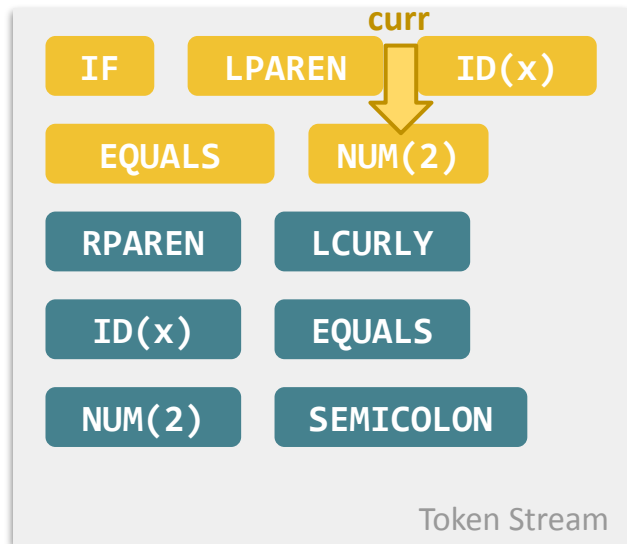 curr
IF LPAREN ID(x)
EQUALS NUM(2)
RPAREN LCURLY
ID(x) EQUALS
NUM(2) SEMICOLON
Token Stream